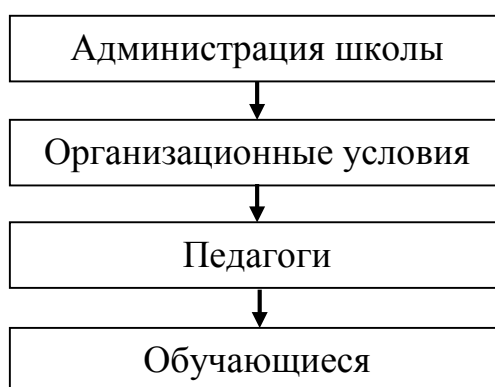 Администрация школы
Организационные условия
Педагоги
Обучающиеся